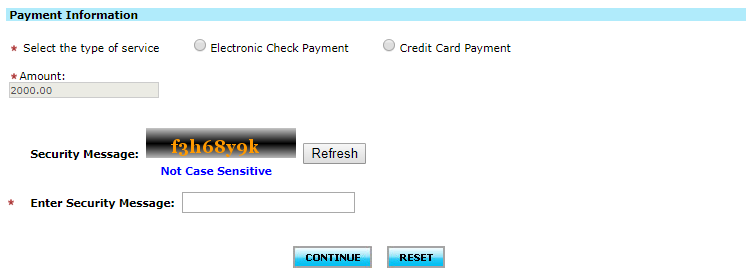 Payment Information
* Select the type of service Electronic Check Payment Credit Card Payment
*Amount:
2000.00
Security Message: f3h68y9k Refresh
Not Case Sensitive
* Enter Security Message:
CONTINUE RESET